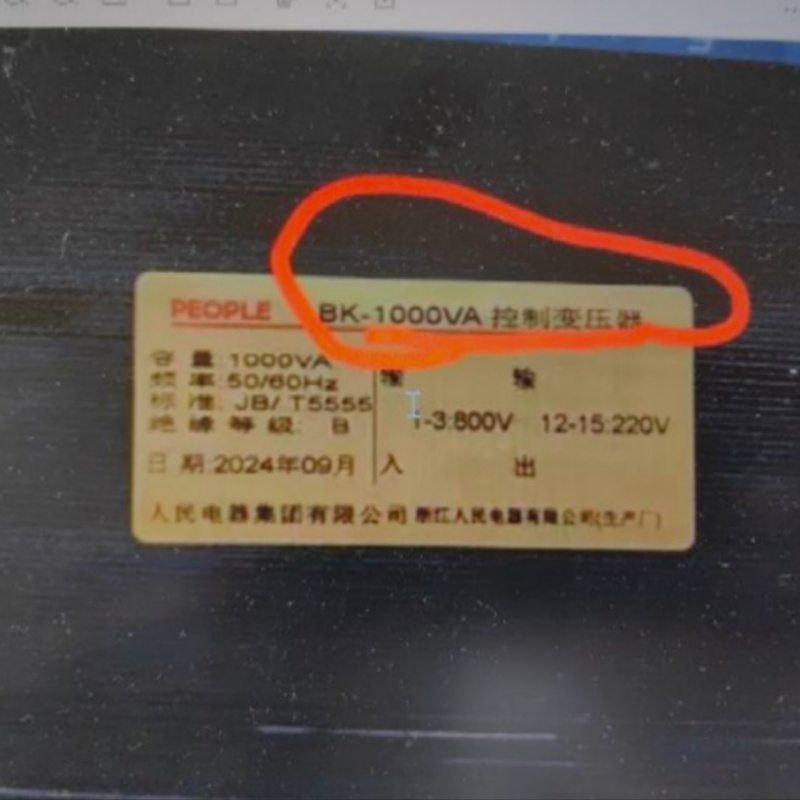 PEOPLE BK-1000VA 控制变压器
容 量:1000VA
频 率:50/60Hz
标 准: JB/T5555
绝缘等级: B
日 期:2024年09月
输 输
1-3:800V 12-15:220V
入 出
人民电器集团有限公司 浙江人民电器有限公司(生产厂)